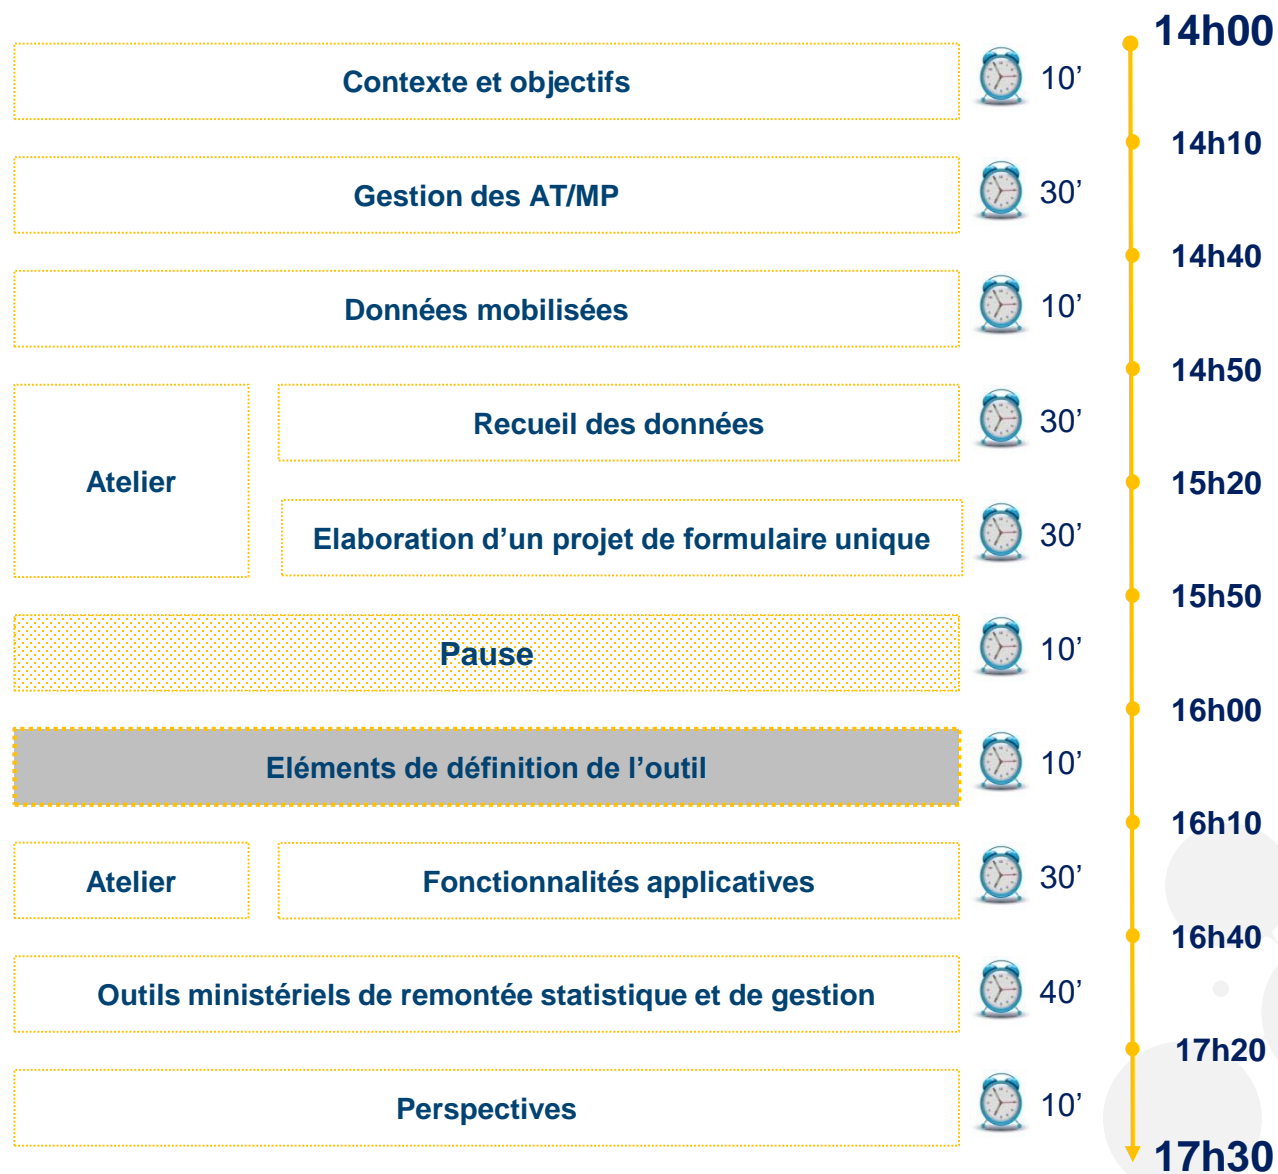 14h00
Contexte et objectifs 10’
14h10
Gestion des AT/MP 30’
14h40
Données mobilisées 10’
14h50
Recueil des données 30’
Atelier
15h20
Elaboration d’un projet de formulaire unique 30’
15h50
Pause 10’
16h00
Eléments de définition de l’outil 10’
16h10
Atelier Fonctionnalités applicatives 30’
16h40
Outils ministériels de remontée statistique et de gestion 40’
17h20
Perspectives 10’
17h30